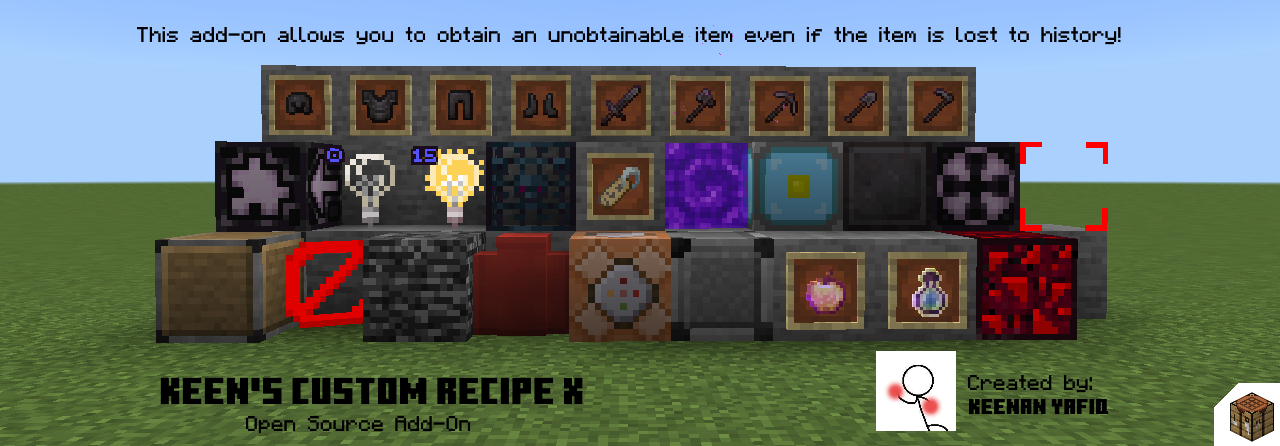 This add-on allows you to obtain an unobtainable item even if the item is lost to history!
0
15
KEEN'S CUSTOM RECIPE X
Open Source Add-On
Created by:
KEENAN YAFIQ